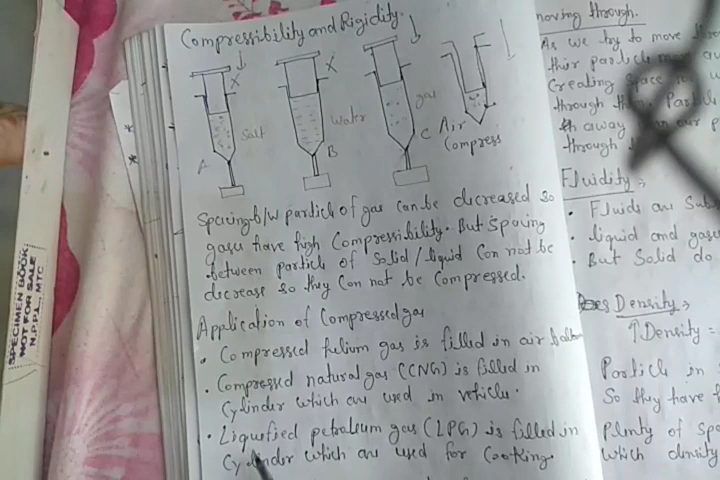 Compressibility and Rigidity
X
X
Salt
Water
gas
A
B
C
Air
Compress
Spacing b/w particle of gas can be decreased so
gases have high Compressibility. But Spacing
between particle of Solid/liquid Can not be
decrease so they Can not be Compressed.
Application of Compressed gas
• Compressed helium gas is filled in air balloon
• Compressed natural gas (CNG) is filled in
Cylinder which are used in vehicle.
• Liquefied petroleum gas (LPG) is filled in
Cylinder which are used for Cooking.
moving through.
As we try to move
their particle
Creating Space
through
away
through
Fluidity
• Fluids are Sub
• liquid and gas
• But Solid do
Density
↑Density =
Particle in
So they have
Plenty of Spa
which density
SPECIMEN BOOK
NOT FOR SALE
N.P.P.L., MTC